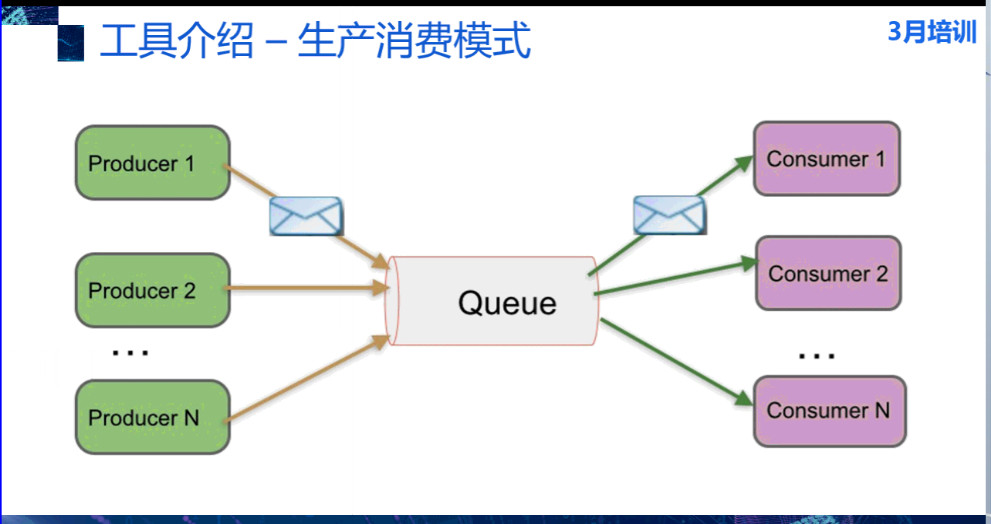 工具介绍 – 生产消费模式
3月培训
Producer 1
Consumer 1
Producer 2
Queue
Consumer 2
...
...
Producer N
Consumer N